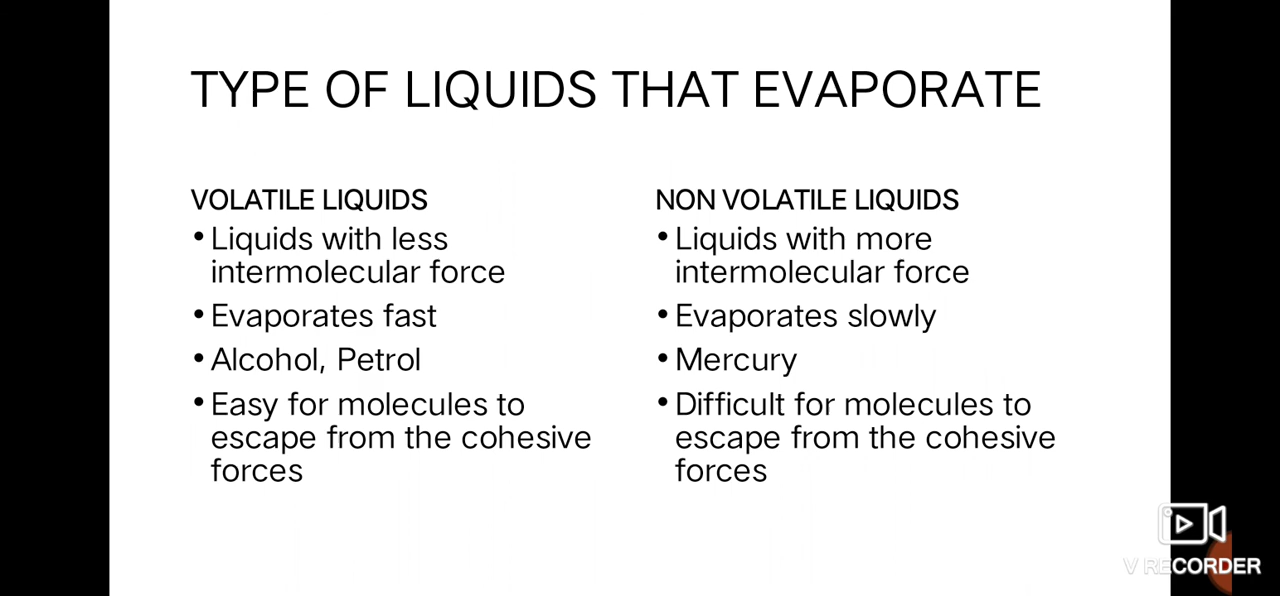 TYPE OF LIQUIDS THAT EVAPORATE
VOLATILE LIQUIDS
• Liquids with less
intermolecular force
• Evaporates fast
• Alcohol, Petrol
• Easy for molecules to
escape from the cohesive
forces
NON VOLATILE LIQUIDS
• Liquids with more
intermolecular force
• Evaporates slowly
• Mercury
• Difficult for molecules to
escape from the cohesive
forces
V RECORDER